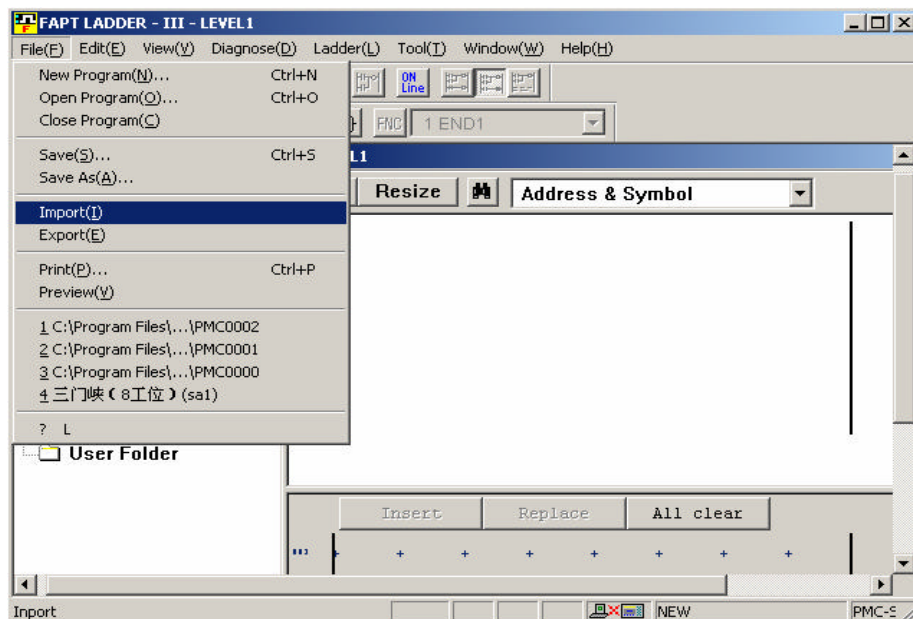 FAPT LADDER - III - LEVEL1
File(F) Edit(E) View(V) Diagnose(D) Ladder(L) Tool(T) Window(W) Help(H)
New Program(N)... Ctrl+N
Open Program(O)... Ctrl+O
Close Program(C)
Save(S)... Ctrl+S
Save As(A)...
Import(I)
Export(E)
Print(P)... Ctrl+P
Preview(V)
1 C:\Program Files\...\PMC0002
2 C:\Program Files\...\PMC0001
3 C:\Program Files\...\PMC0000
4 三门峡（8工位）(sa1)
? L
ON Line
FNC 1 END1
L1
Resize Address & Symbol
User Folder
Insert Replace All clear
Inport NEW PMC-S